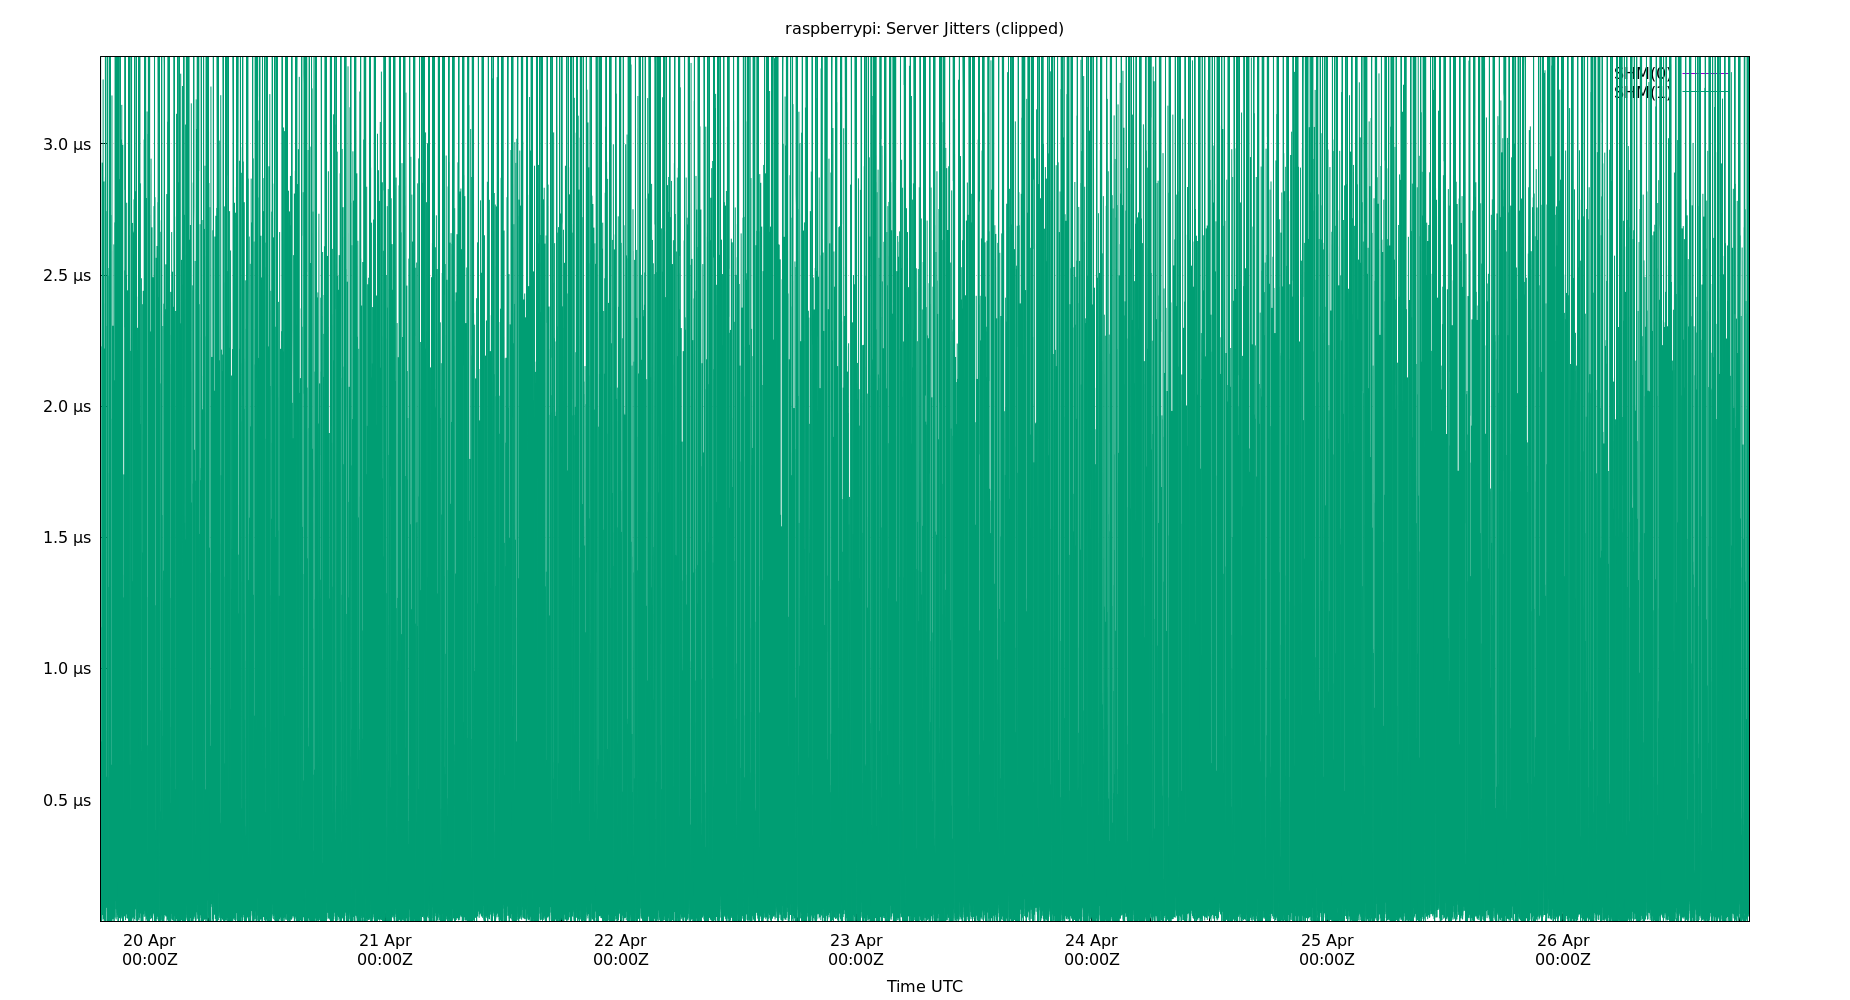 raspberrypi: Server Jitters (clipped)
SHM(0)
SHM(1)
3.0 µs
2.5 µs
2.0 µs
1.5 µs
1.0 µs
0.5 µs
20 Apr 21 Apr 22 Apr 23 Apr 24 Apr 25 Apr 26 Apr
00:00Z 00:00Z 00:00Z 00:00Z 00:00Z 00:00Z 00:00Z
Time UTC